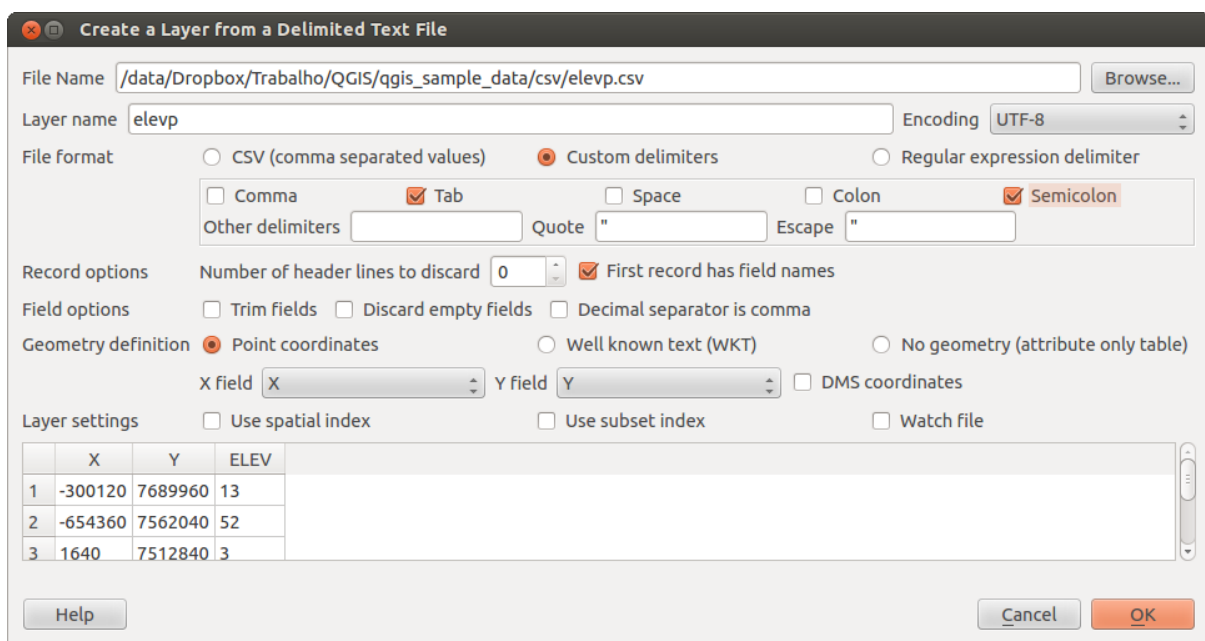 Create a Layer from a Delimited Text File
File Name /data/Dropbox/Trabalho/QGIS/qgis_sample_data/csv/elevp.csv Browse...
Layer name elevp Encoding UTF-8
File format CSV (comma separated values) Custom delimiters Regular expression delimiter
Comma Tab Space Colon Semicolon
Other delimiters Quote " Escape "
Record options Number of header lines to discard 0 First record has field names
Field options Trim fields Discard empty fields Decimal separator is comma
Geometry definition Point coordinates Well known text (WKT) No geometry (attribute only table)
X field X Y field Y DMS coordinates
Layer settings Use spatial index Use subset index Watch file
X Y ELEV
1 -300120 7689960 13
2 -654360 7562040 52
3 1640 7512840 3
Help Cancel OK